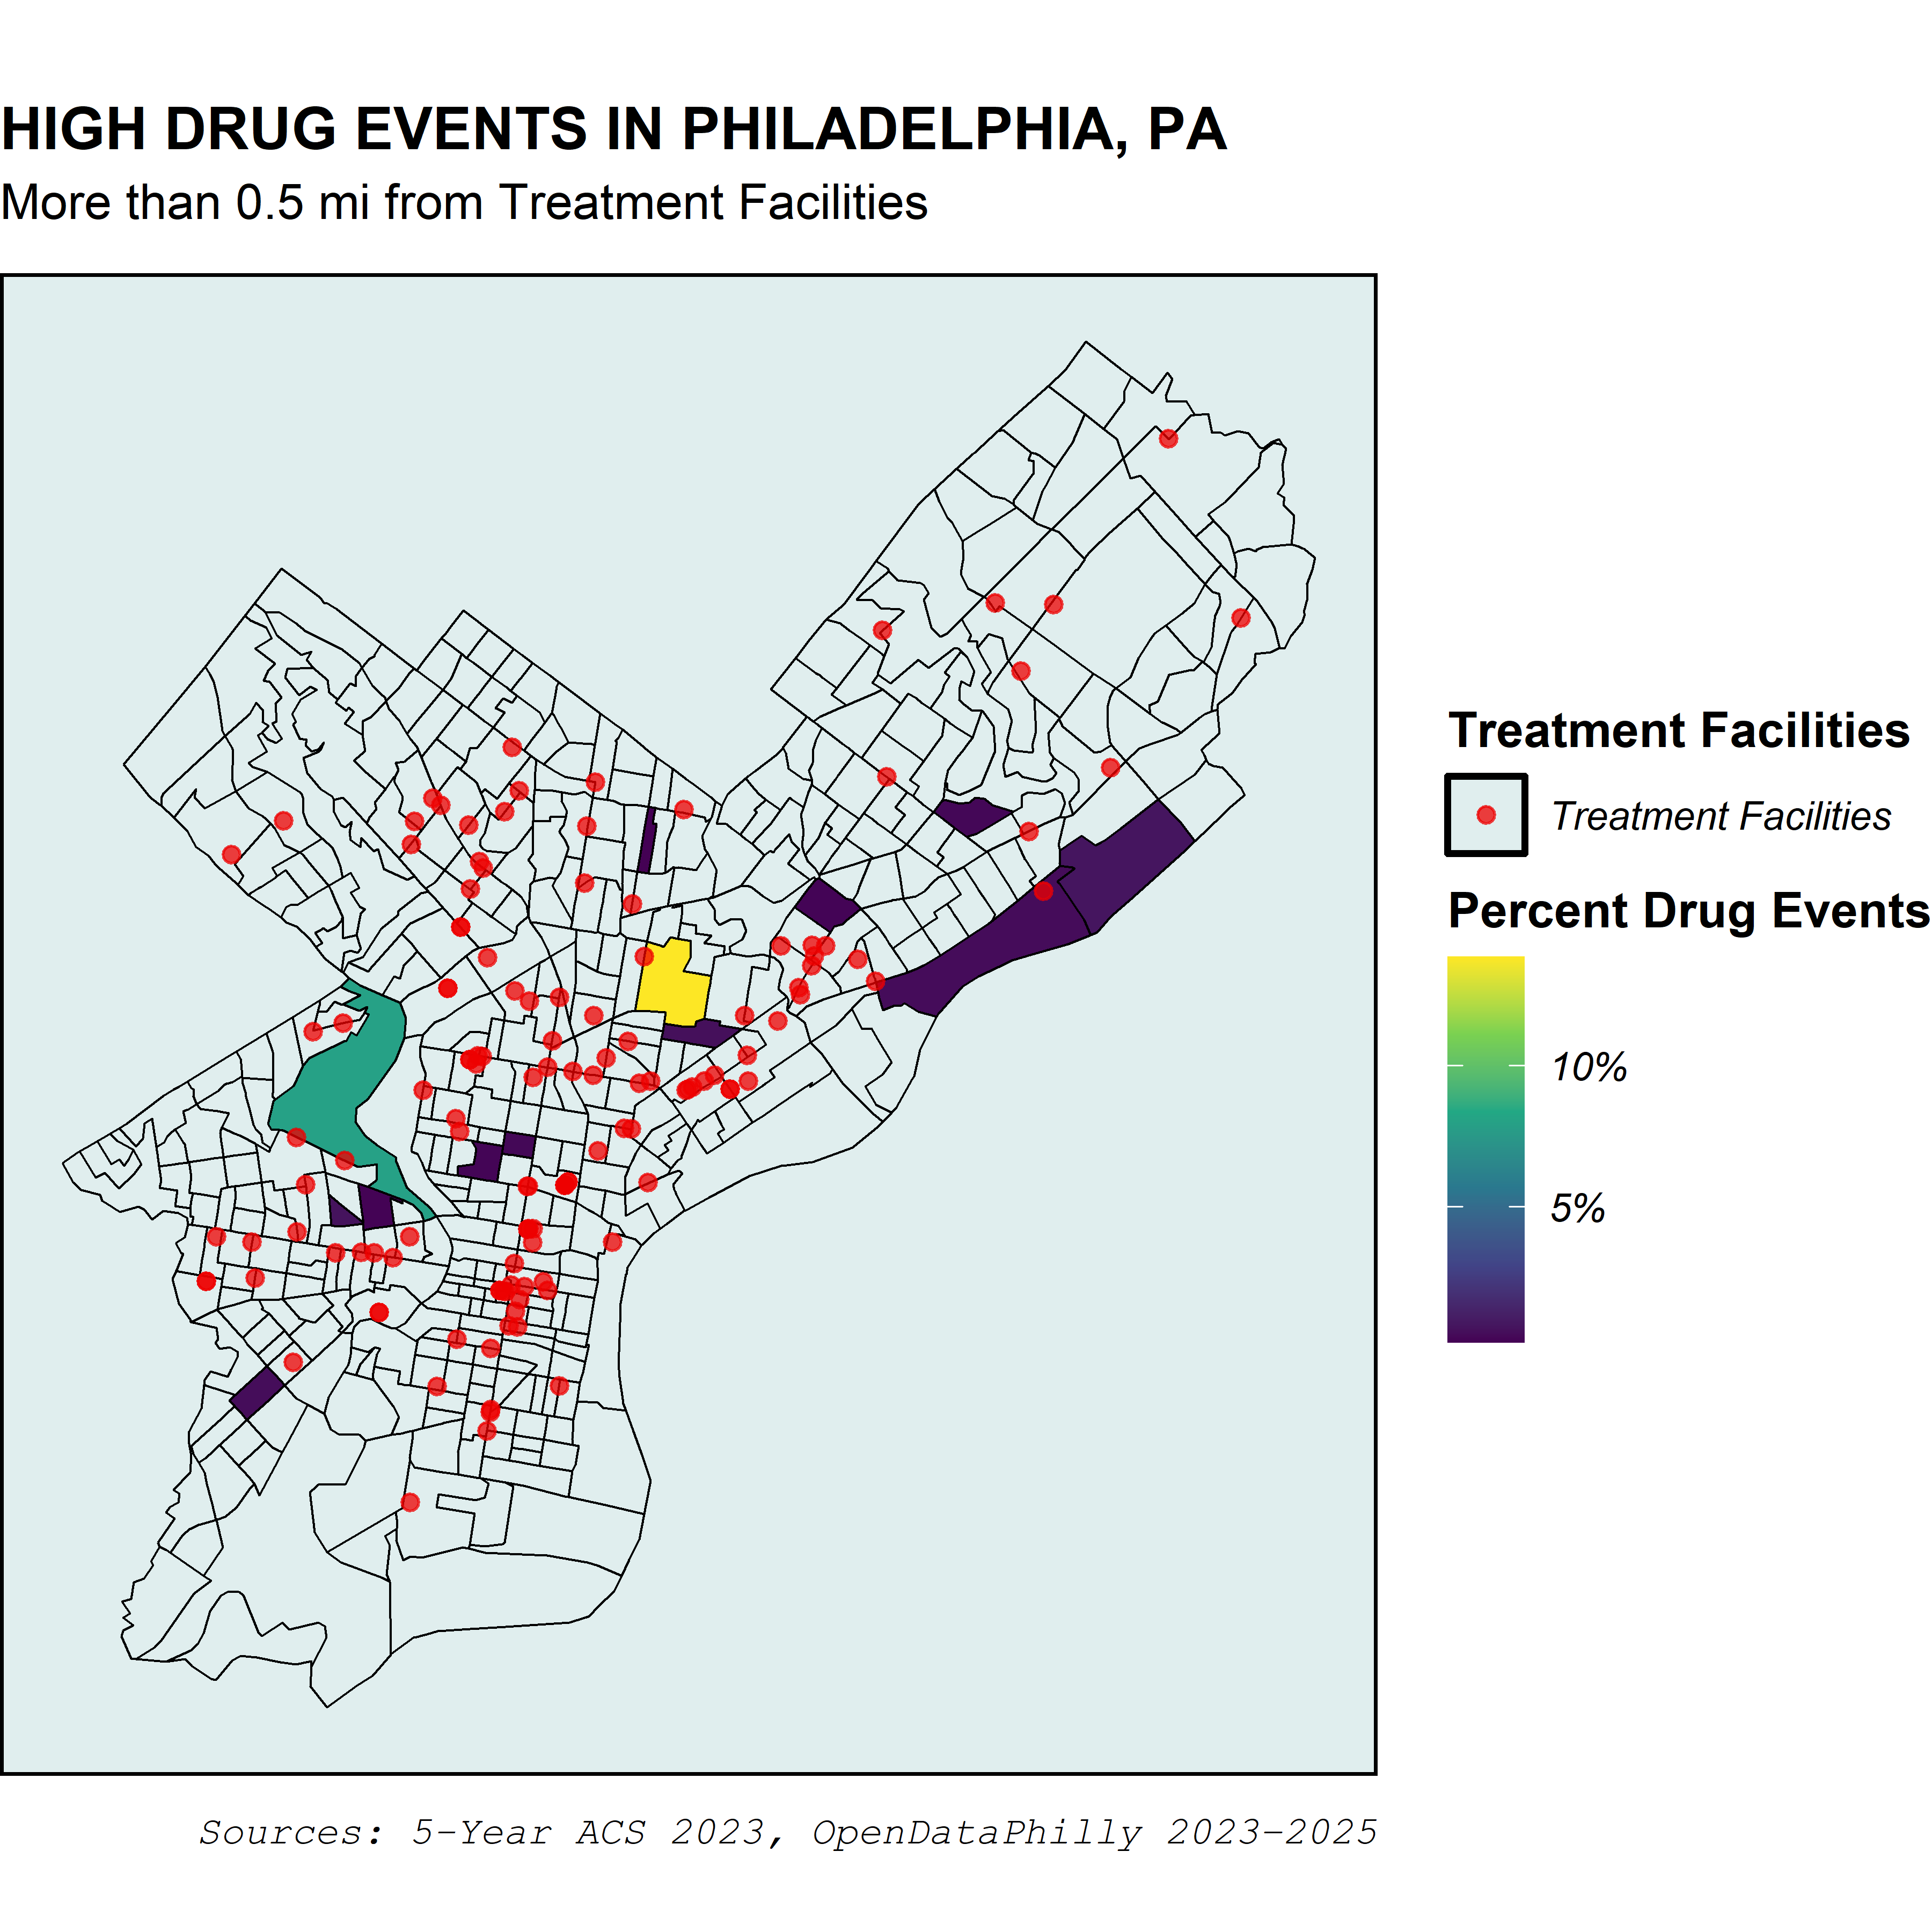 HIGH DRUG EVENTS IN PHILADELPHIA, PA
More than 0.5 mi from Treatment Facilities
Treatment Facilities
Treatment Facilities
Percent Drug Events
10%
5%
Sources: 5−Year ACS 2023, OpenDataPhilly 2023−2025